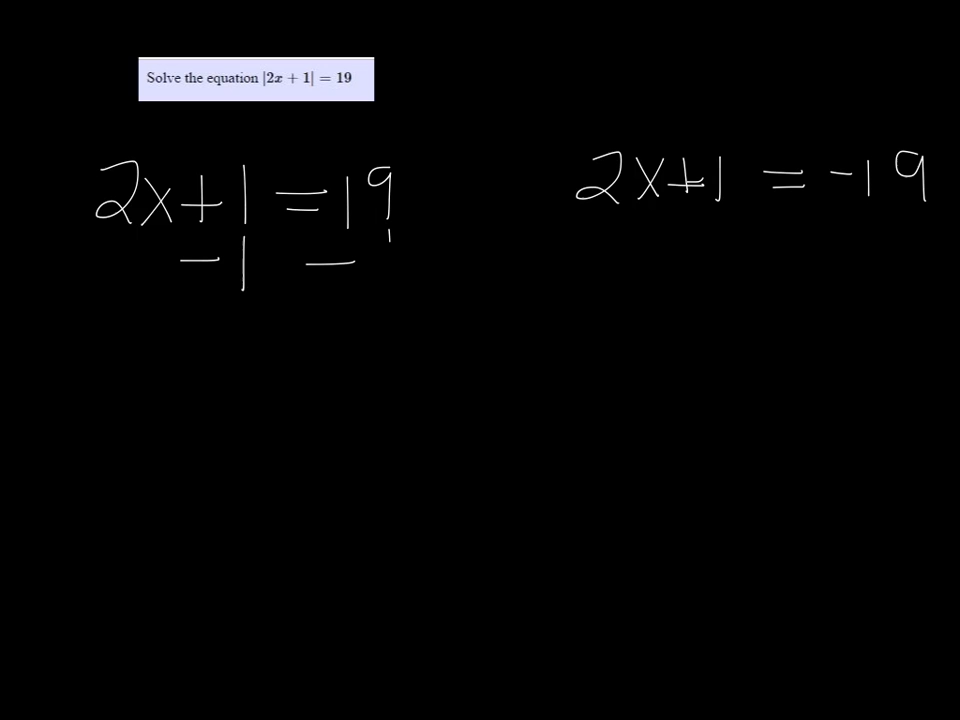 Solve the equation |2x + 1| = 19
2x+1 =19
2x+1 = -19
-1 -